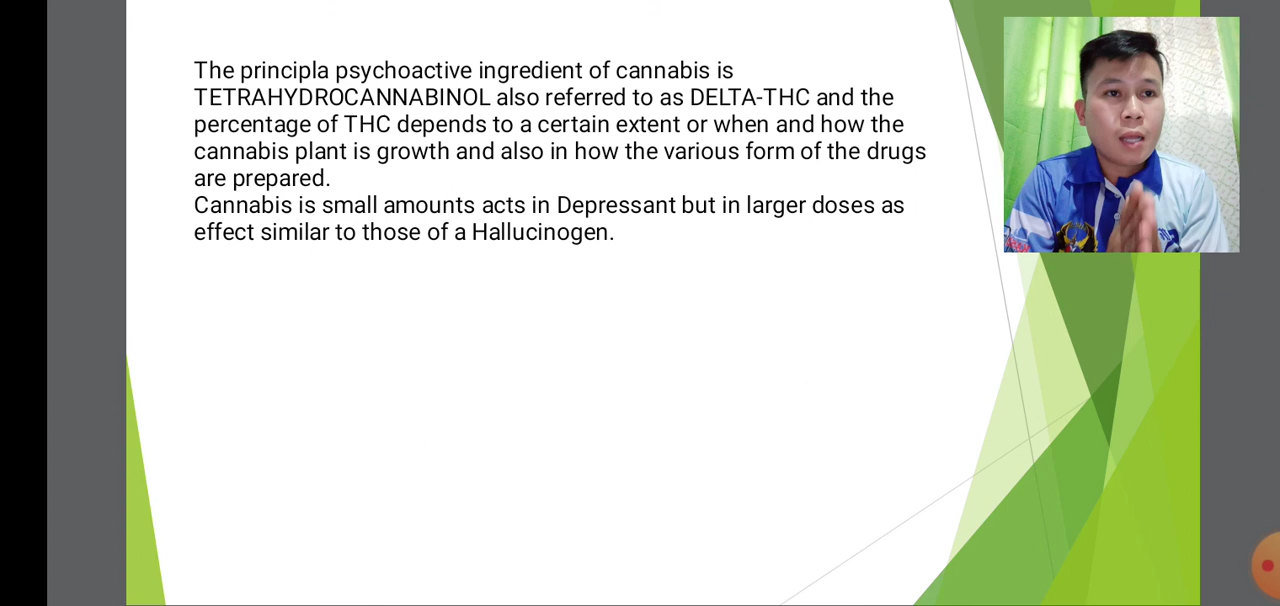 The principla psychoactive ingredient of cannabis is
TETRAHYDROCANNABINOL also referred to as DELTA-THC and the
percentage of THC depends to a certain extent or when and how the
cannabis plant is growth and also in how the various form of the drugs
are prepared.
Cannabis is small amounts acts in Depressant but in larger doses as
effect similar to those of a Hallucinogen.